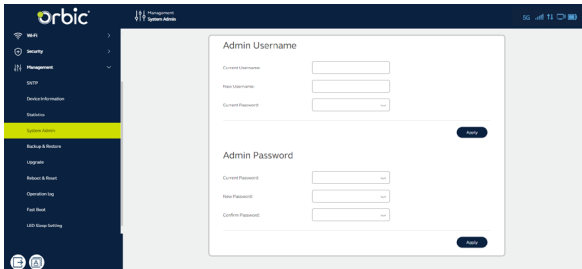 Orbic
Management
System Admin
5G
Wi-Fi
Security
Management
SNTP
Device Information
Statistics
System Admin
Backup & Restore
Upgrade
Reboot & Reset
Operation log
Fast Boot
LED Sleep Setting
Admin Username
Current Username:
New Username:
Current Password:
Apply
Admin Password
Current Password:
New Password:
Confirm Password:
Apply